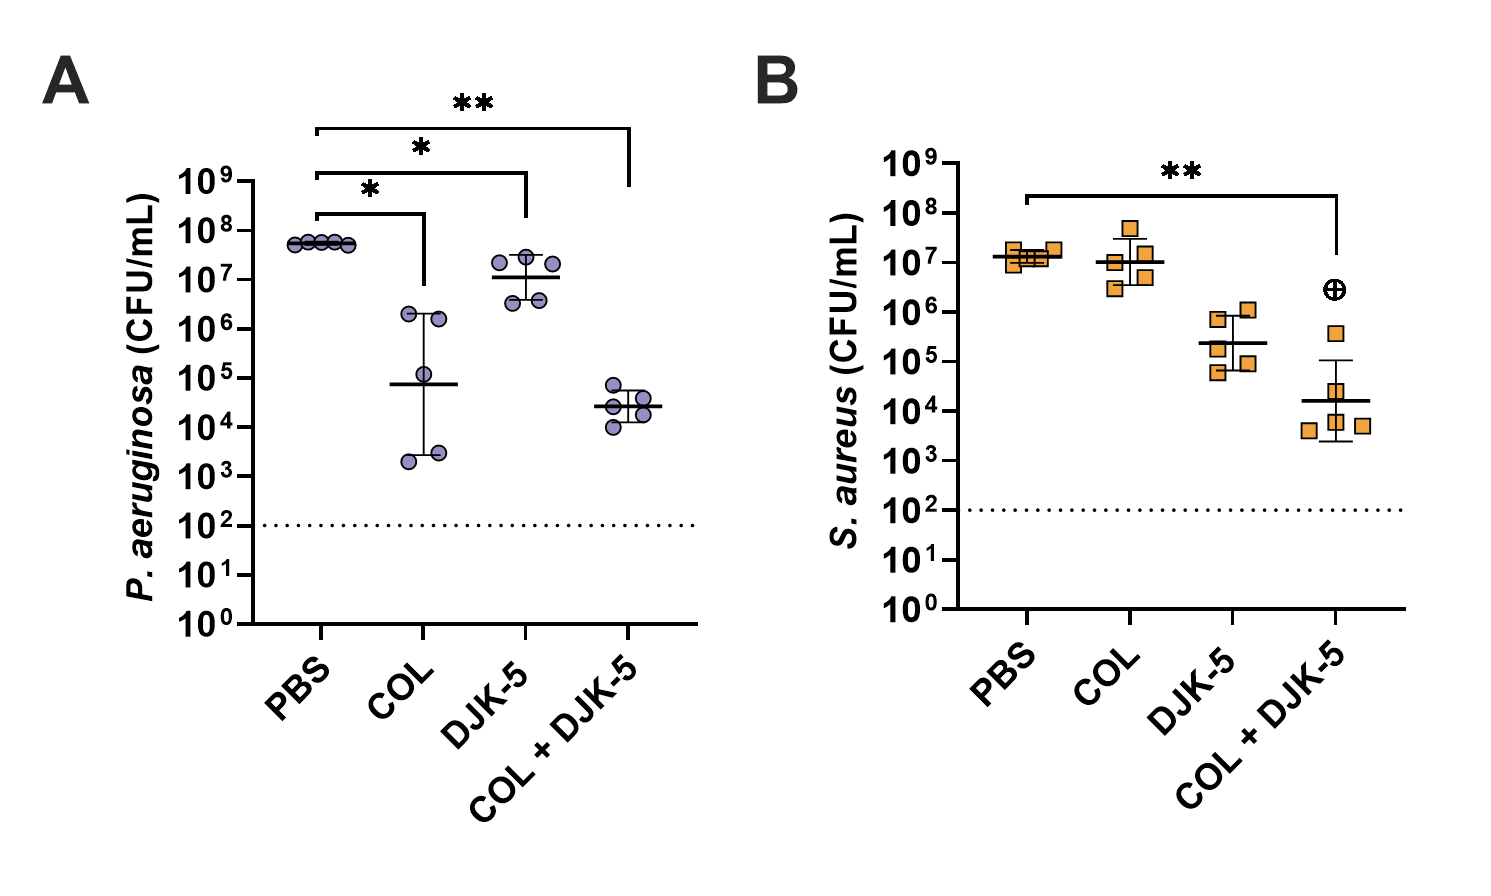 A
**
*
*
10⁹
10⁸
10⁷
10⁶
10⁵
10⁴
10³
10²
10¹
10⁰
P. aeruginosa (CFU/mL)
PBS
COL
DJK-5
COL + DJK-5
B
**
⊕
10⁹
10⁸
10⁷
10⁶
10⁵
10⁴
10³
10²
10¹
10⁰
S. aureus (CFU/mL)
PBS
COL
DJK-5
COL + DJK-5